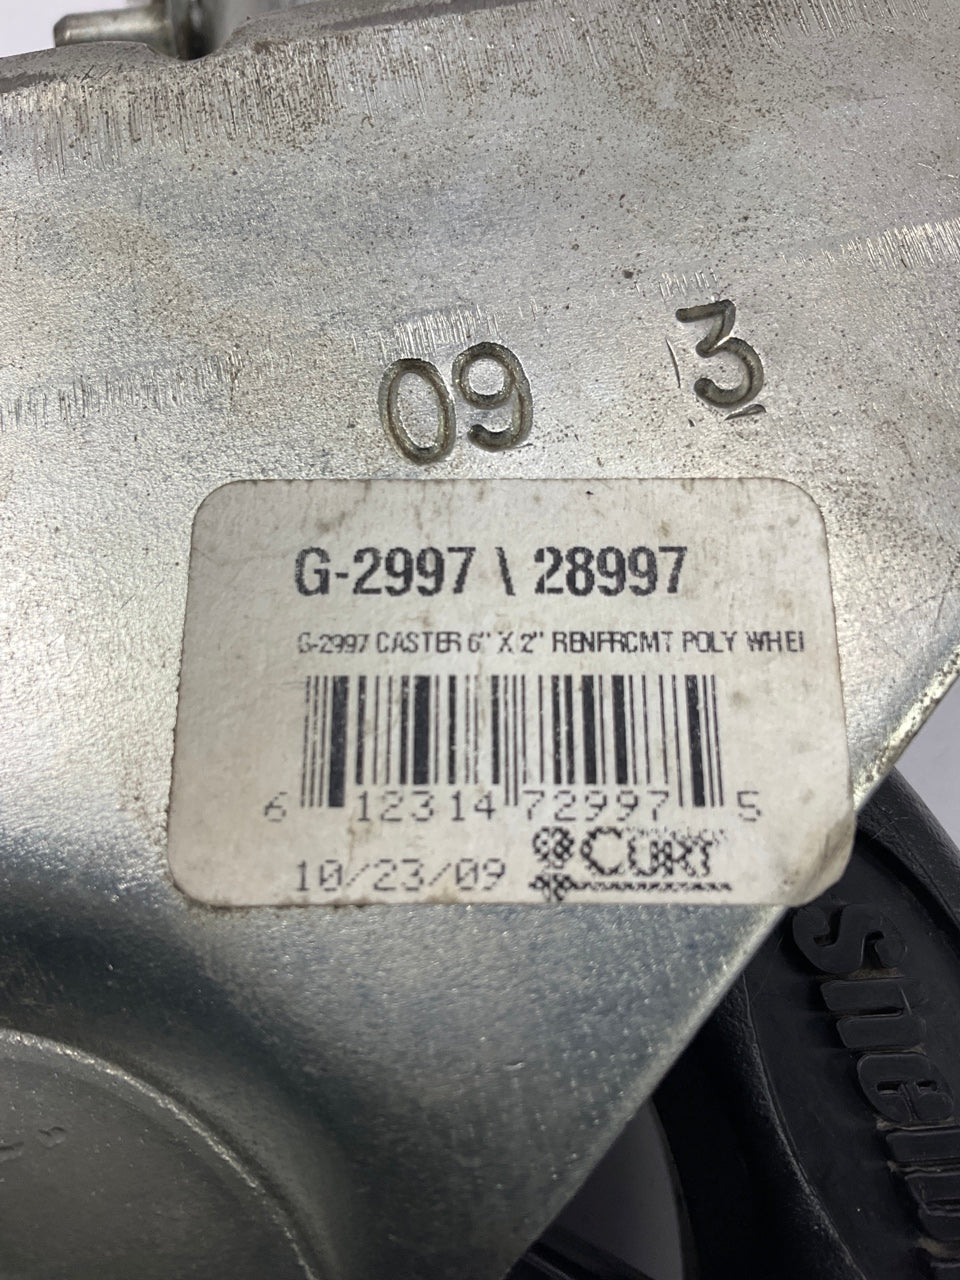 09 3
G-2997 \ 28997
G-2997 CASTER 6" X 2" RENFRCMT POLY WHEI
6 12314 72997 5
10/23/09 CURT